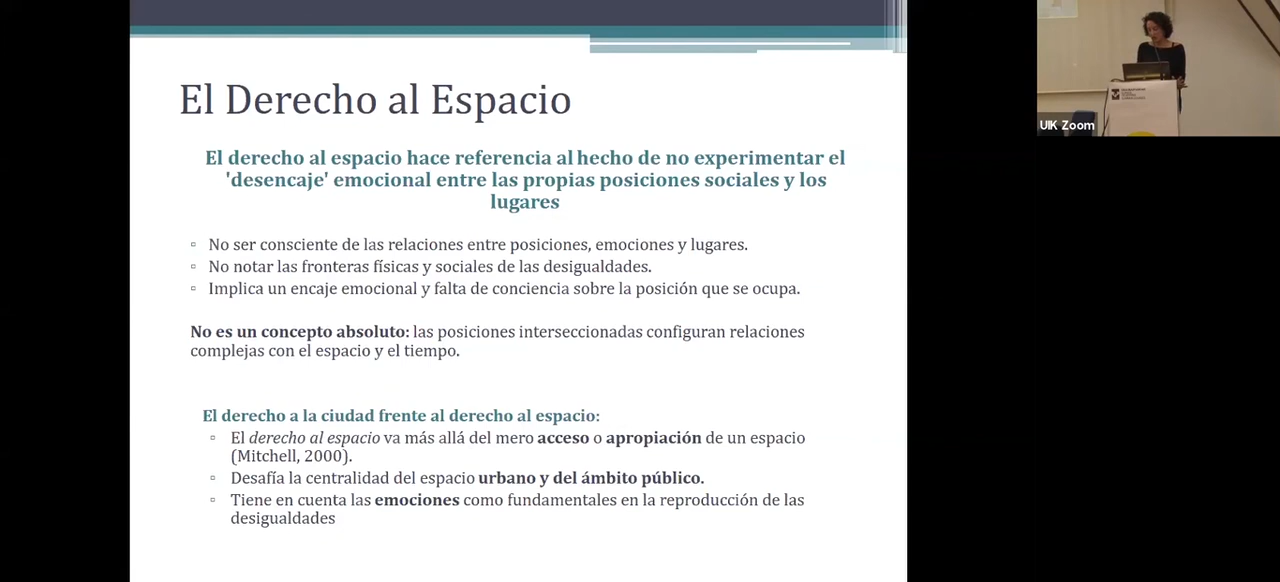 El Derecho al Espacio
El derecho al espacio hace referencia al hecho de no experimentar el
'desencaje' emocional entre las propias posiciones sociales y los
lugares
▫ No ser consciente de las relaciones entre posiciones, emociones y lugares.
▫ No notar las fronteras físicas y sociales de las desigualdades.
▫ Implica un encaje emocional y falta de conciencia sobre la posición que se ocupa.
No es un concepto absoluto: las posiciones interseccionadas configuran relaciones
complejas con el espacio y el tiempo.
El derecho a la ciudad frente al derecho al espacio:
▫ El derecho al espacio va más allá del mero acceso o apropiación de un espacio
(Mitchell, 2000).
▫ Desafía la centralidad del espacio urbano y del ámbito público.
▫ Tiene en cuenta las emociones como fundamentales en la reproducción de las
desigualdades
UIK Zoom